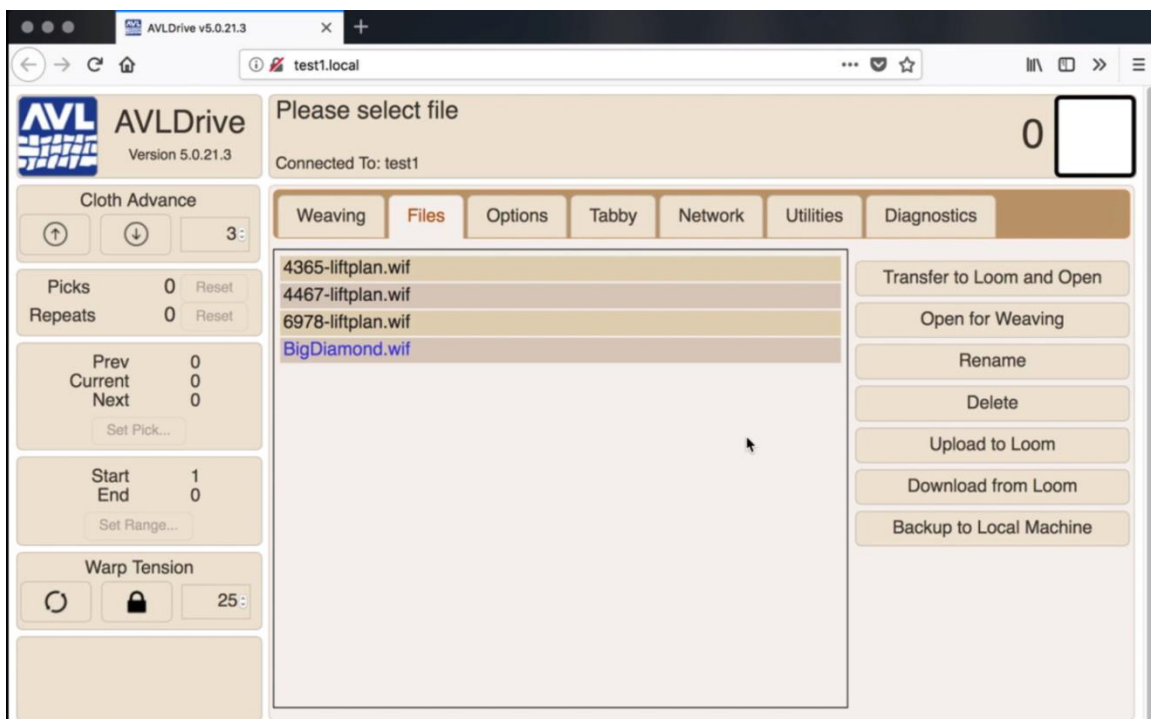 AVLDrive v5.0.21.3
test1.local
AVL
AVLDrive
Version 5.0.21.3
Please select file
Connected To: test1
0
Cloth Advance
3
Picks 0 Reset
Repeats 0 Reset
Prev 0
Current 0
Next 0
Set Pick...
Start 1
End 0
Set Range...
Warp Tension
25
Weaving Files Options Tabby Network Utilities Diagnostics
4365-liftplan.wif
4467-liftplan.wif
6978-liftplan.wif
BigDiamond.wif
Transfer to Loom and Open
Open for Weaving
Rename
Delete
Upload to Loom
Download from Loom
Backup to Local Machine